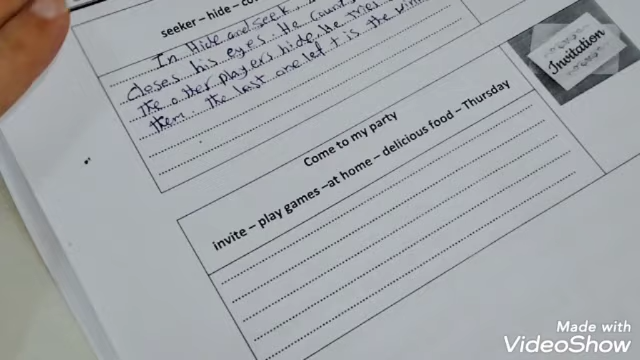 seeker – hide –
In Hide and Seek
closes his eyes. He counts
the other players hide. He tries
them. The last one left is the
Invitation
Come to my party
invite – play games –at home – delicious food – Thursday
Made with
VideoShow